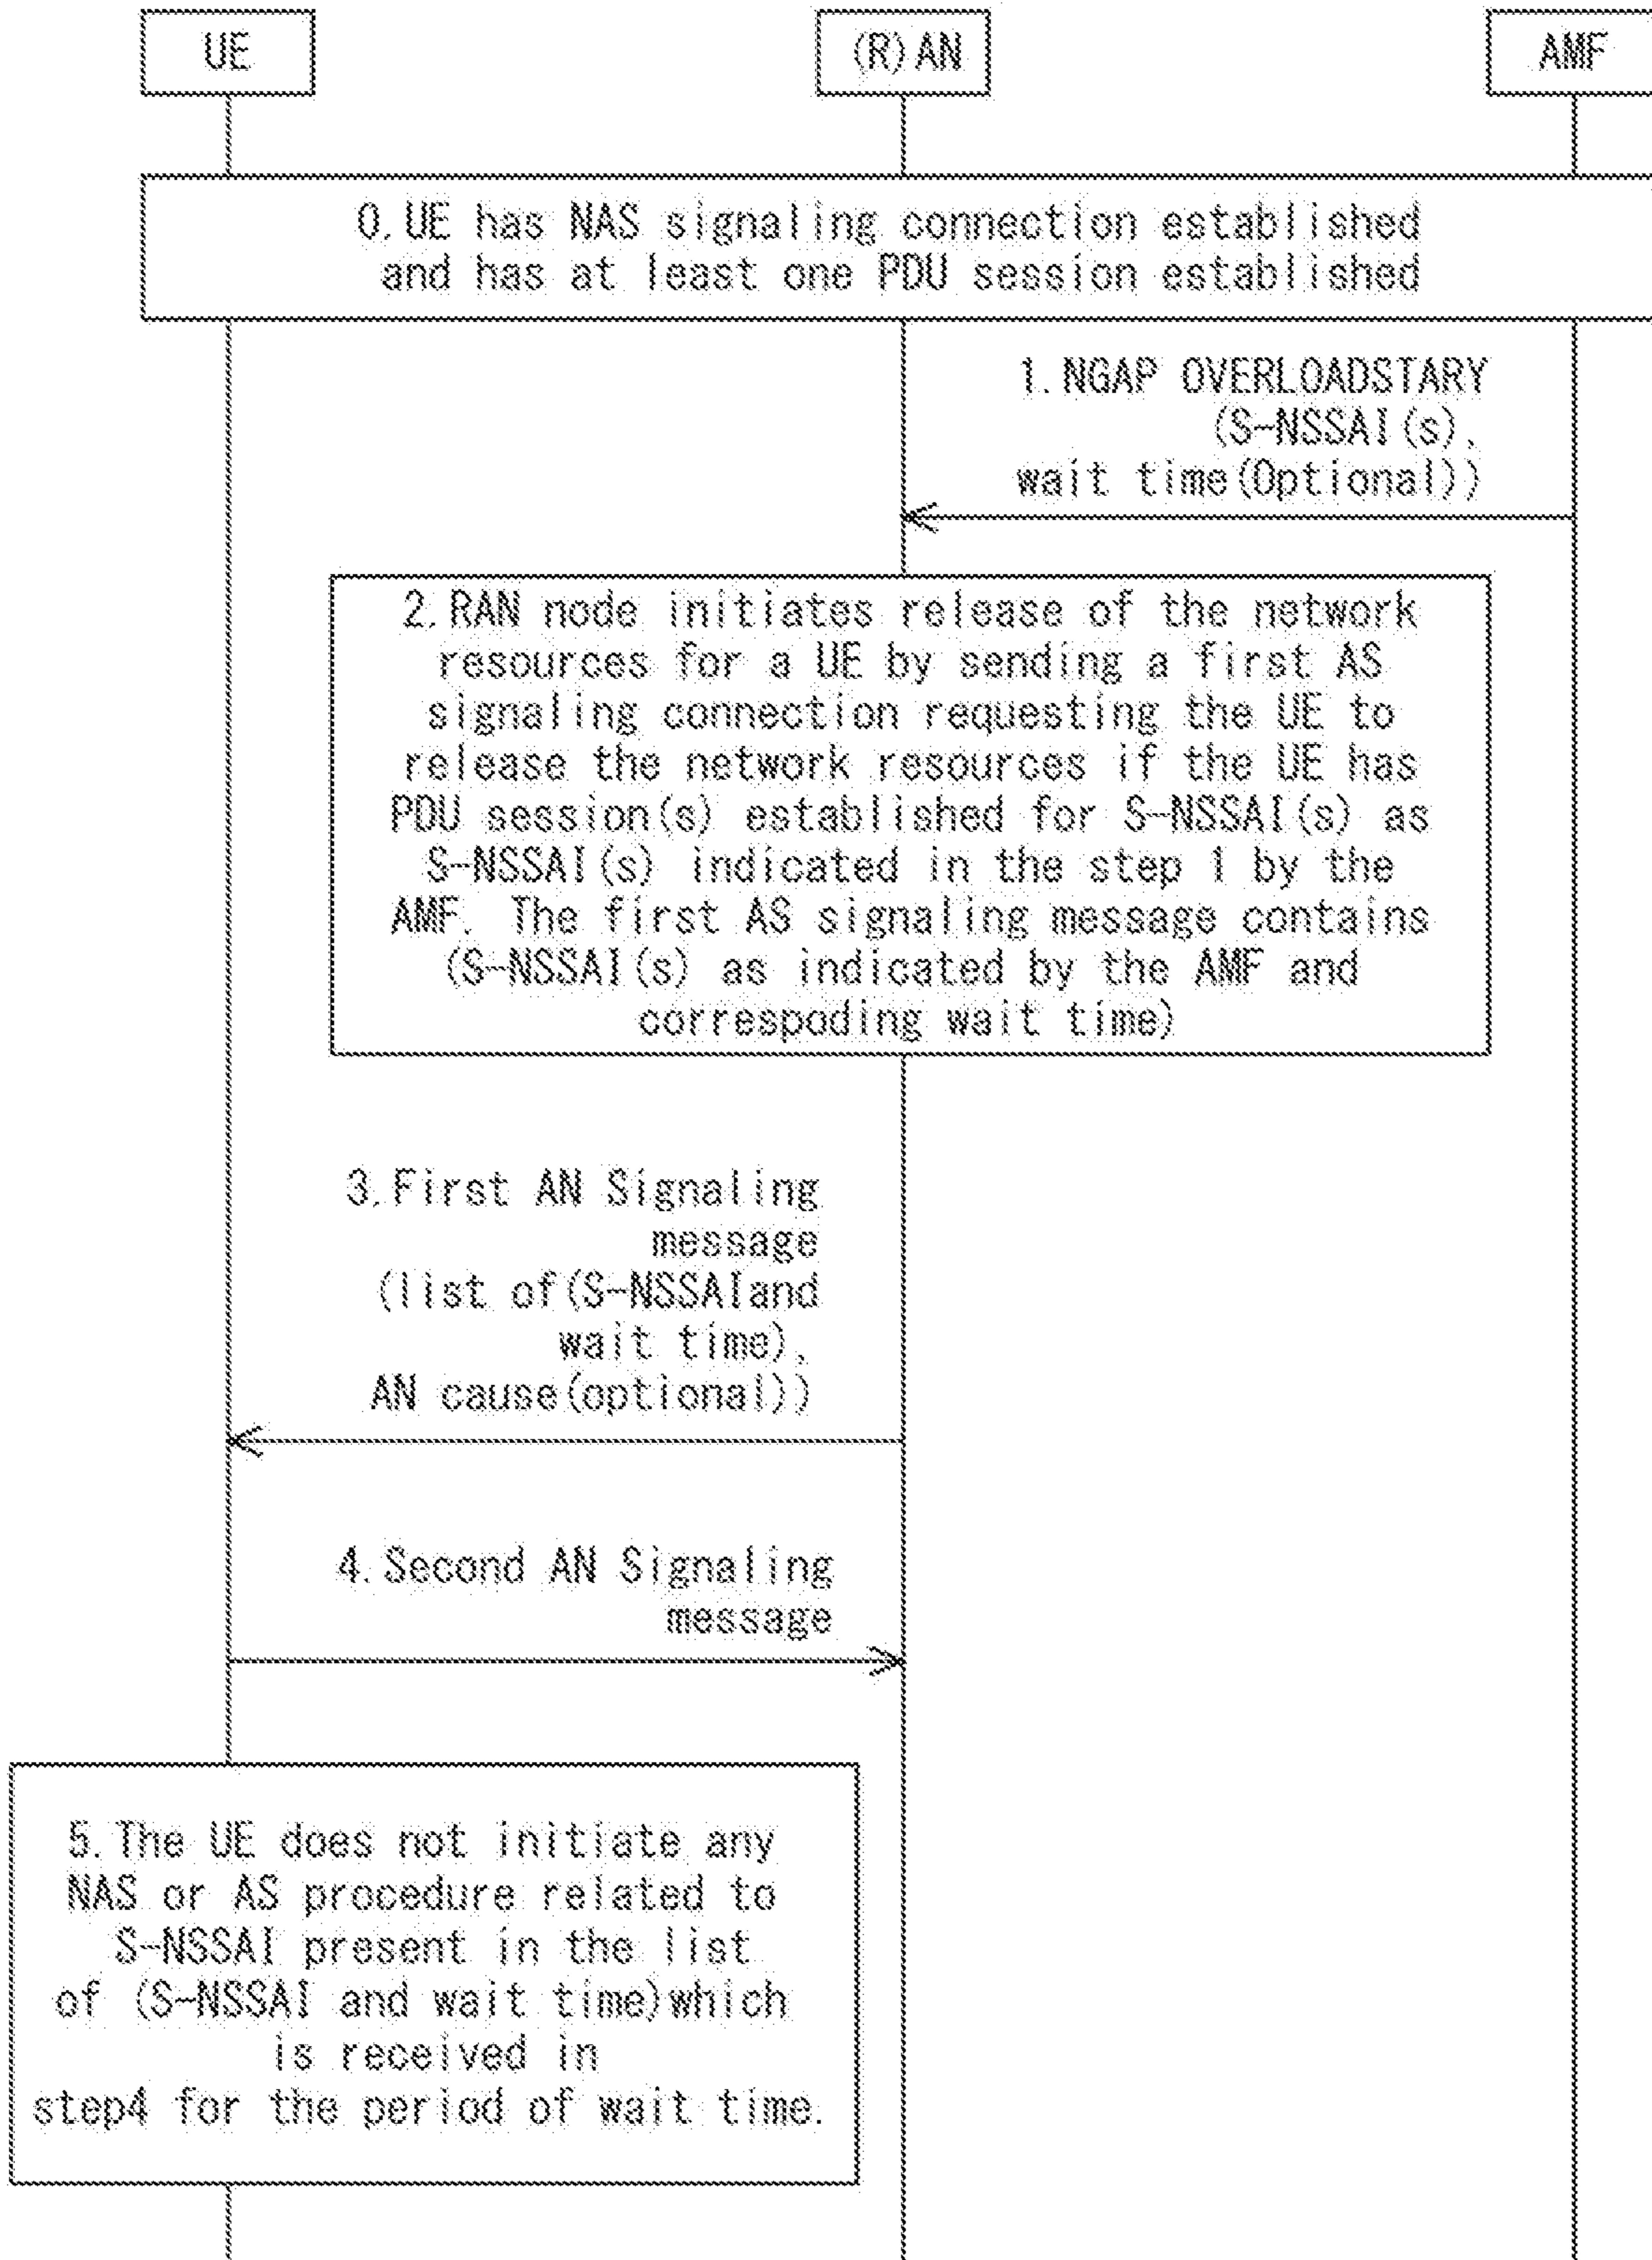 UE
(R)AN
AMF
0. UE has NAS signaling connection established
and has at least one PDU session established
1. NGAP OVERLOADSTARY
(S-NSSAI(s),
wait time(Optional))
2. RAN node initiates release of the network
resources for a UE by sending a first AS
signaling connection requesting the UE to
release the network resources if the UE has
PDU session(s) established for S-NSSAI(s) as
S-NSSAI(s) indicated in the step 1 by the
AMF. The first AS signaling message contains
(S-NSSAI(s) as indicated by the AMF and
correspoding wait time)
3. First AN Signaling
message
(list of(S-NSSAIand
wait time),
AN cause(optional))
4. Second AN Signaling
message
5. The UE does not initiate any
NAS or AS procedure related to
S-NSSAI present in the list
of (S-NSSAI and wait time)which
is received in
step4 for the period of wait time.